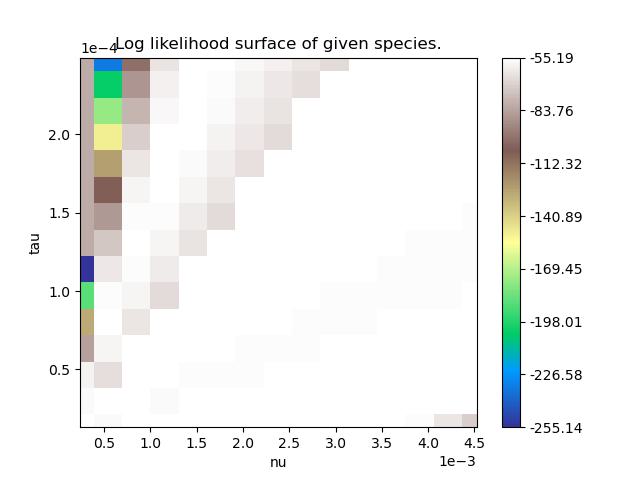 1e−4
Log likelihood surface of given species.
2.0
1.5
1.0
0.5
tau
0.5 1.0 1.5 2.0 2.5 3.0 3.5 4.0 4.5
1e−3
nu
-55.19
-83.76
-112.32
-140.89
-169.45
-198.01
-226.58
-255.14